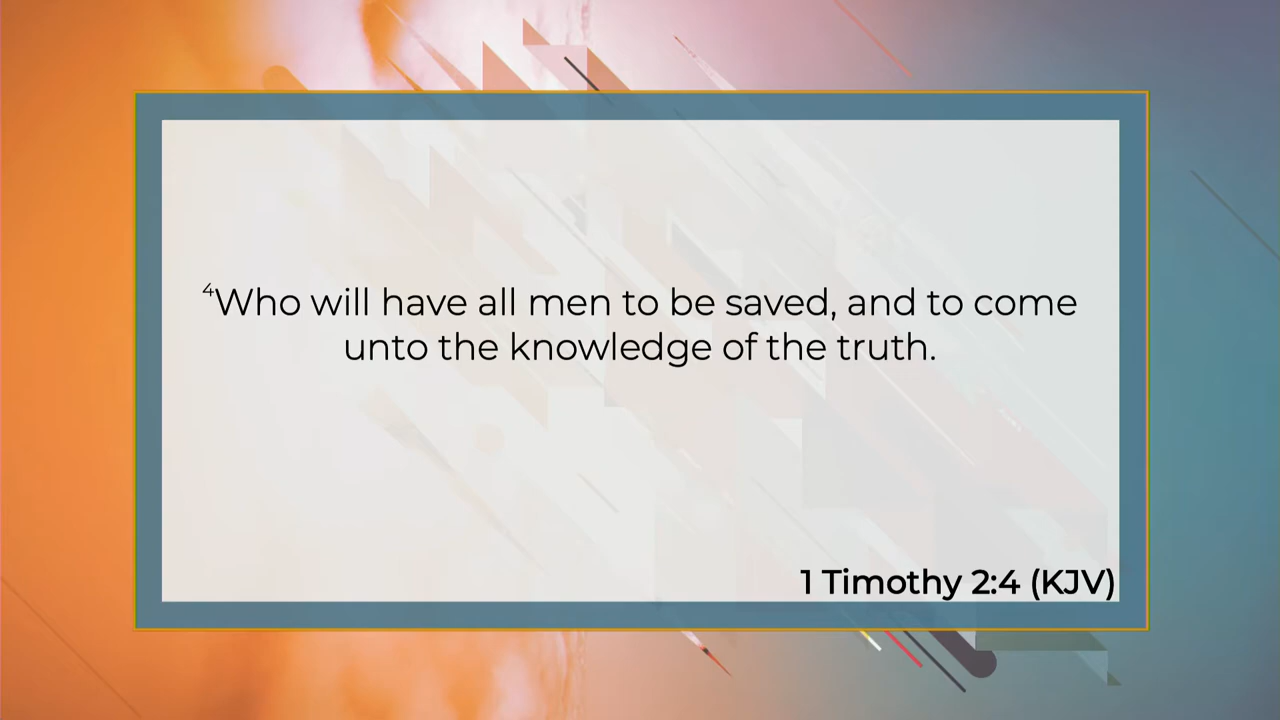 ⁴Who will have all men to be saved, and to come
unto the knowledge of the truth.
1 Timothy 2:4 (KJV)